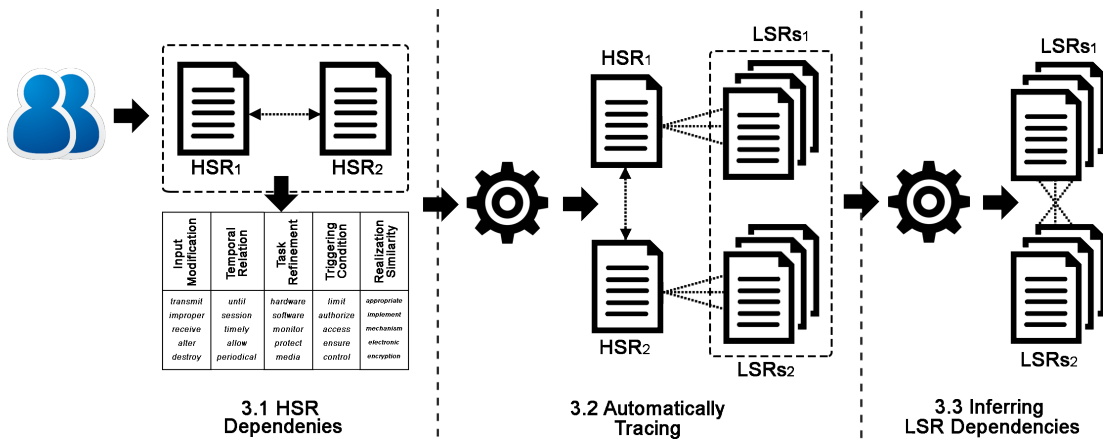 HSR1
HSR2
Input Modification
Temporal Relation
Task Refinement
Triggering Condition
Realization Similarity
transmit
until
hardware
limit
appropriate
improper
session
software
authorize
implement
receive
timely
monitor
access
mechanism
alter
allow
protect
ensure
electronic
destroy
periodical
media
control
encryption
3.1 HSR
Dependenies
HSR1
LSRs1
HSR2
LSRs2
3.2 Automatically
Tracing
LSRs1
LSRs2
3.3 Inferring
LSR Dependencies